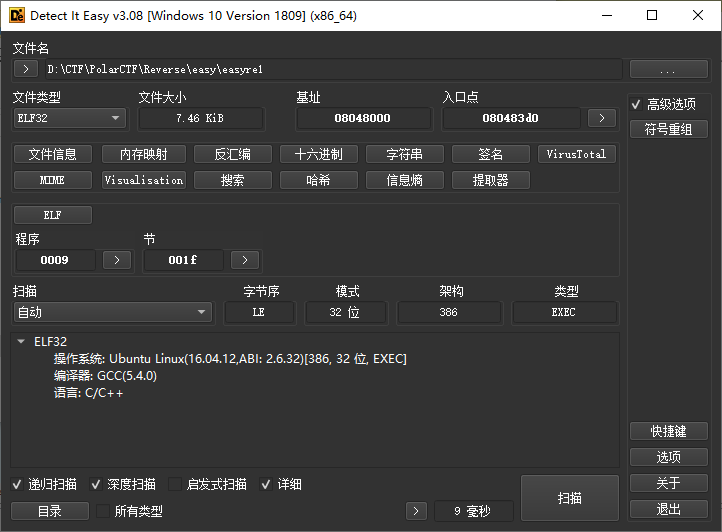 Detect It Easy v3.08 [Windows 10 Version 1809] (x86_64)
文件名
> D:\CTF\PolarCTF\Reverse\easy\easyre1 ...
文件类型 文件大小 基址 入口点 高级选项
ELF32 7.46 KiB 08048000 080483d0 > 符号重组
文件信息 内存映射 反汇编 十六进制 字符串 签名 VirusTotal
MIME Visualisation 搜索 哈希 信息熵 提取器
ELF
程序 节
0009 > 001f >
扫描 字节序 模式 架构 类型
自动 LE 32 位 386 EXEC
ELF32
操作系统: Ubuntu Linux(16.04.12,ABI: 2.6.32)[386, 32 位, EXEC]
编译器: GCC(5.4.0)
语言: C/C++
快捷键
选项
递归扫描 深度扫描 启发式扫描 详细 扫描 关于
目录 所有类型 > 9 毫秒 退出